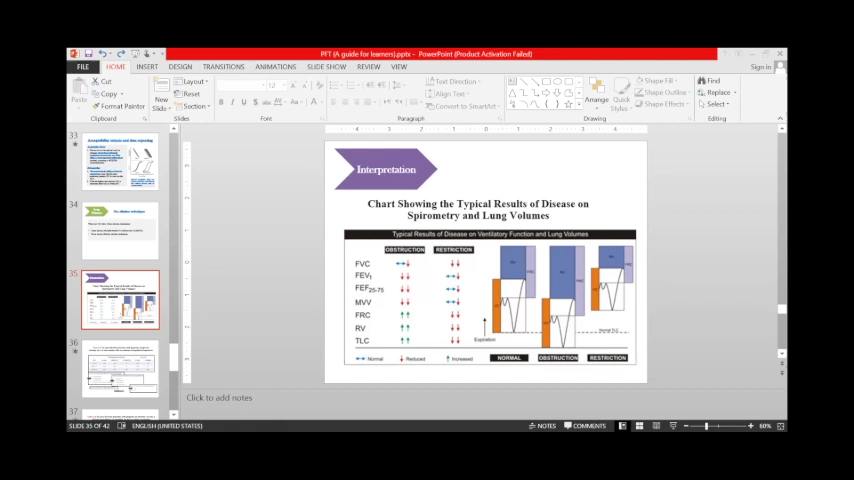 PFT (A guide for learners).pptx - PowerPoint (Product Activation Failed)
FILE HOME INSERT DESIGN TRANSITIONS ANIMATIONS SLIDE SHOW REVIEW VIEW Sign in
Paste
Cut
Copy
Format Painter
Clipboard
New Slide
Layout
Reset
Section
Slides
12
Font
Text Direction
Align Text
Convert to SmartArt
Paragraph
Arrange
Quick Styles
Shape Fill
Shape Outline
Shape Effects
Drawing
Find
Replace
Select
Editing
33
34
35
36
37
Interpretation
Chart Showing the Typical Results of Disease on
Spirometry and Lung Volumes
Typical Results of Disease on Ventilatory Function and Lung Volumes
OBSTRUCTION RESTRICTION
FVC
FEV1
FEF25-75
MVV
FRC
RV
TLC
Expiration
Normal TLC
Normal Reduced Increased
NORMAL OBSTRUCTION RESTRICTION
Click to add notes
SLIDE 35 OF 42 ENGLISH (UNITED STATES) NOTES COMMENTS 60%